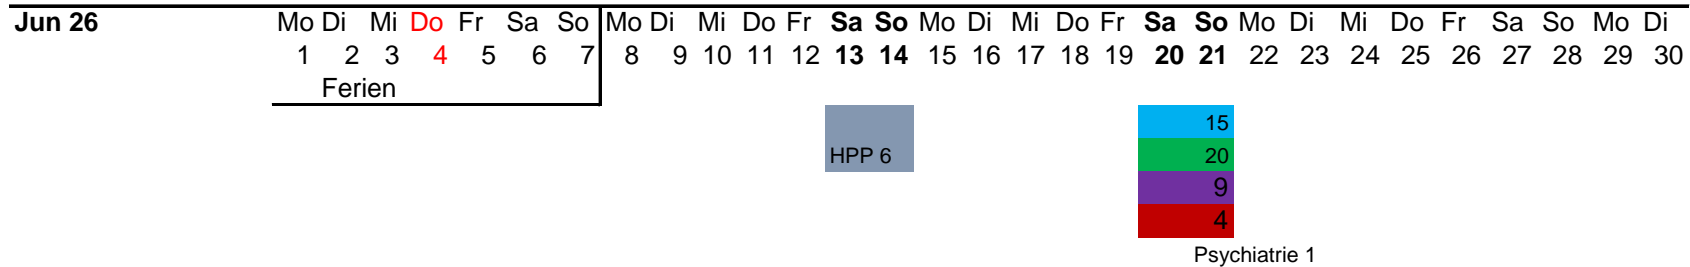 Jun 26 Mo Di Mi Do Fr Sa So Mo Di Mi Do Fr Sa So Mo Di Mi Do Fr Sa So Mo Di Mi Do Fr Sa So Mo Di
1 2 3 4 5 6 7 8 9 10 11 12 13 14 15 16 17 18 19 20 21 22 23 24 25 26 27 28 29 30
Ferien
15
HPP 6 20
9
4
Psychiatrie 1